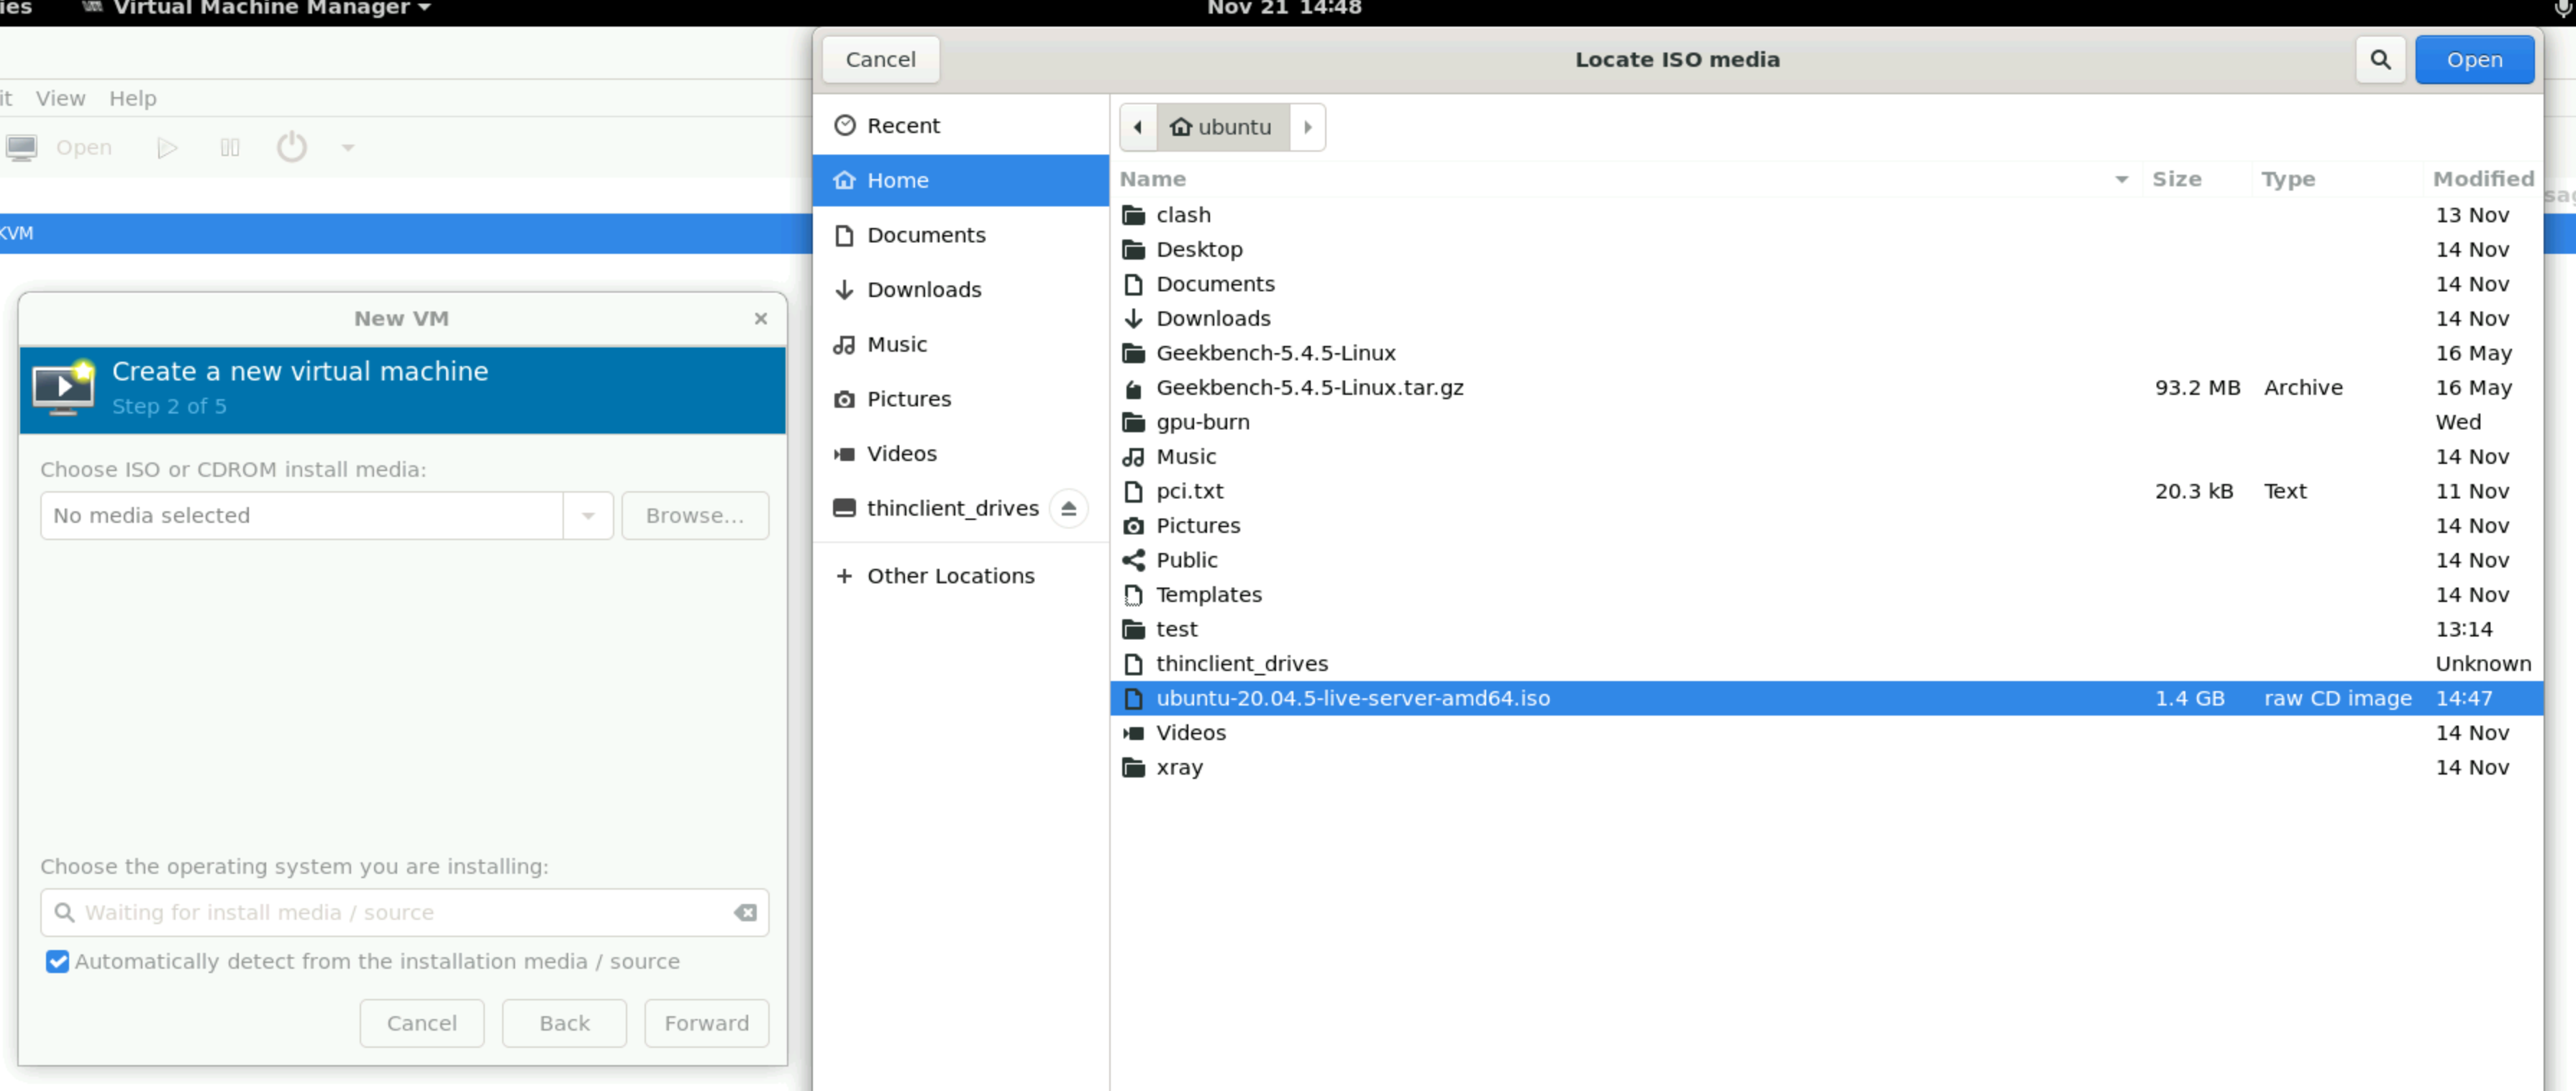 ies Virtual Machine Manager Nov 21 14:48
it View Help
Open
KVM
New VM
Create a new virtual machine
Step 2 of 5
Choose ISO or CDROM install media:
No media selected Browse...
Choose the operating system you are installing:
Waiting for install media / source
Automatically detect from the installation media / source
Cancel Back Forward
Cancel Locate ISO media Open
Recent
Home
Documents
Downloads
Music
Pictures
Videos
thinclient_drives
+ Other Locations
ubuntu
Name Size Type Modified
clash 13 Nov
Desktop 14 Nov
Documents 14 Nov
Downloads 14 Nov
Geekbench-5.4.5-Linux 16 May
Geekbench-5.4.5-Linux.tar.gz 93.2 MB Archive 16 May
gpu-burn Wed
Music 14 Nov
pci.txt 20.3 kB Text 11 Nov
Pictures 14 Nov
Public 14 Nov
Templates 14 Nov
test 13:14
thinclient_drives Unknown
ubuntu-20.04.5-live-server-amd64.iso 1.4 GB raw CD image 14:47
Videos 14 Nov
xray 14 Nov